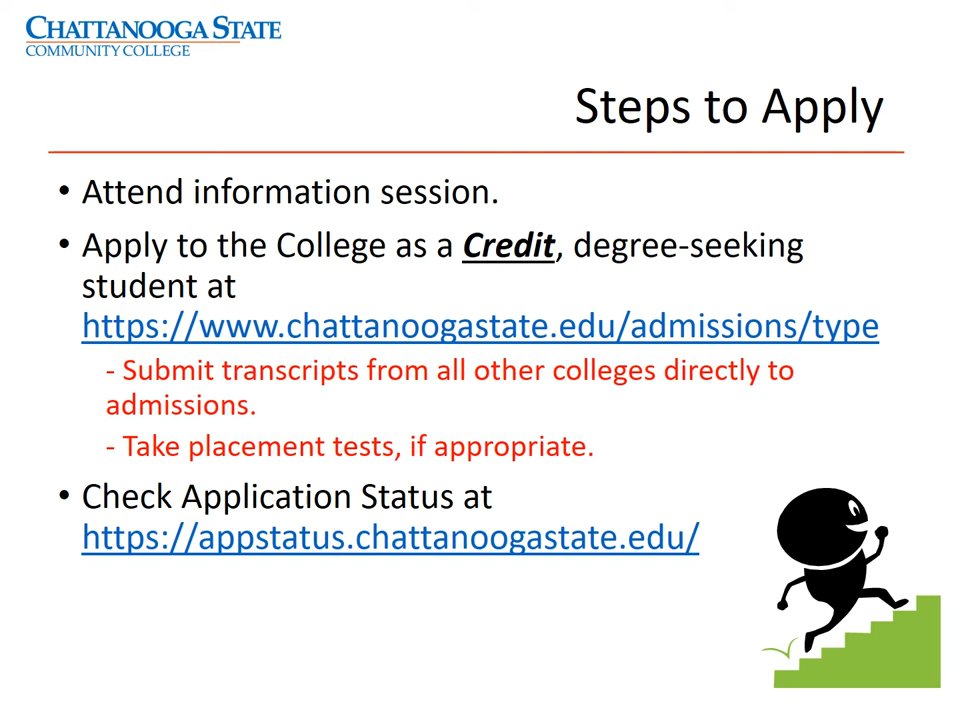 CHATTANOOGA STATE
COMMUNITY COLLEGE
Steps to Apply
• Attend information session.
• Apply to the College as a Credit, degree-seeking
student at
https://www.chattanoogastate.edu/admissions/type
- Submit transcripts from all other colleges directly to
admissions.
- Take placement tests, if appropriate.
• Check Application Status at
https://appstatus.chattanoogastate.edu/